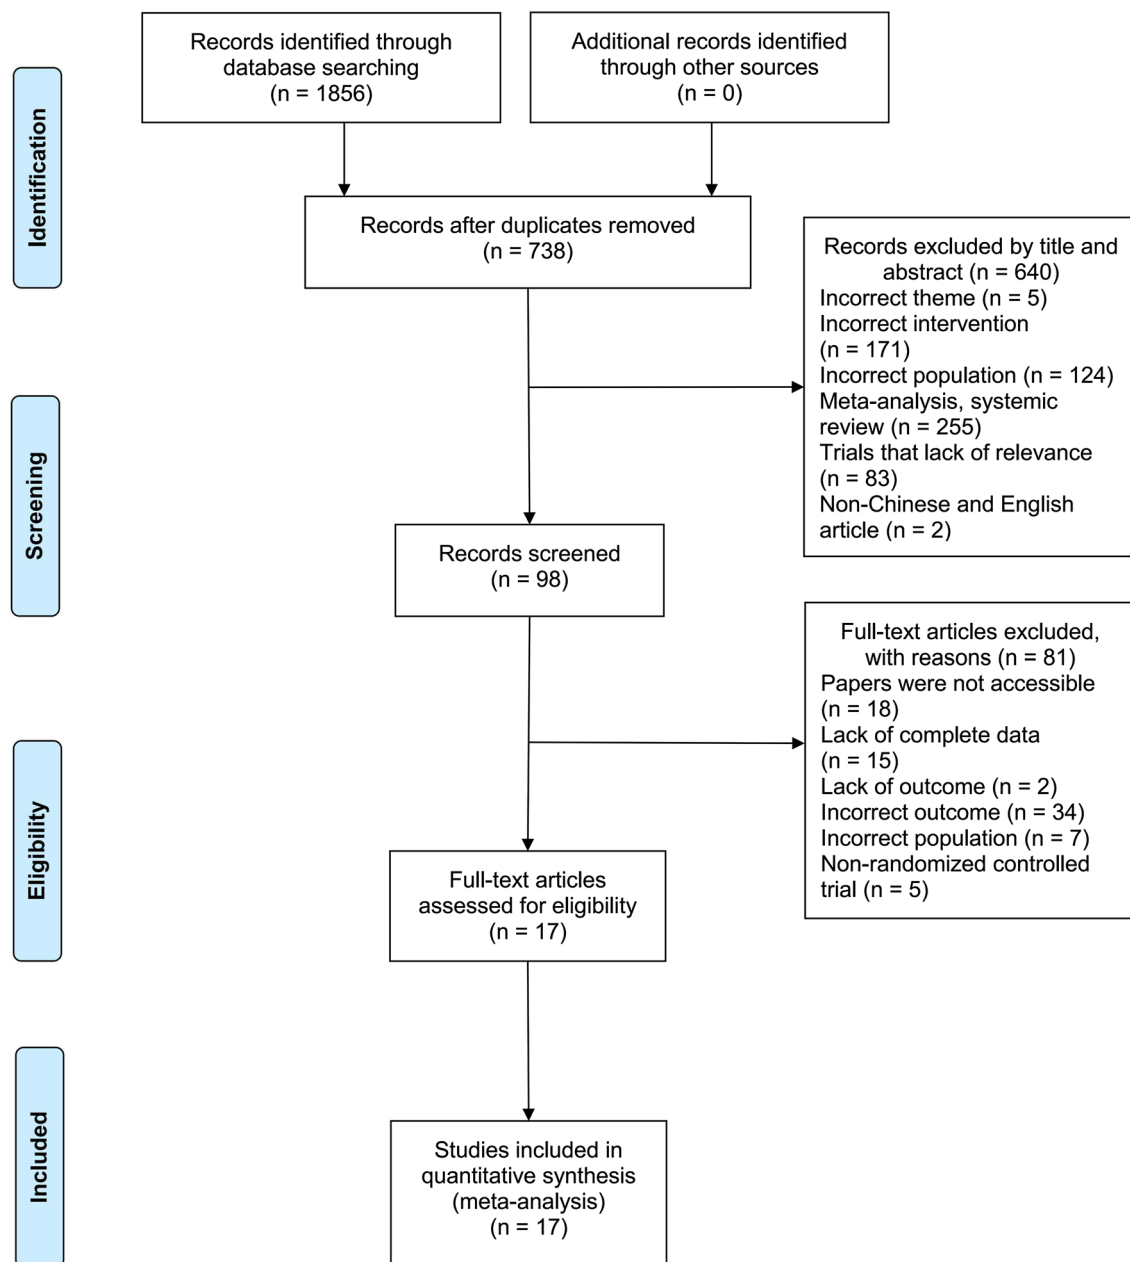 Identification
Records identified through
database searching
(n = 1856)
Additional records identified
through other sources
(n = 0)
Records after duplicates removed
(n = 738)
Records excluded by title and
abstract (n = 640)
Incorrect theme (n = 5)
Incorrect intervention
(n = 171)
Incorrect population (n = 124)
Meta-analysis, systemic
review (n = 255)
Trials that lack of relevance
(n = 83)
Non-Chinese and English
article (n = 2)
Screening
Records screened
(n = 98)
Full-text articles excluded,
with reasons (n = 81)
Papers were not accessible
(n = 18)
Lack of complete data
(n = 15)
Lack of outcome (n = 2)
Incorrect outcome (n = 34)
Incorrect population (n = 7)
Non-randomized controlled
trial (n = 5)
Eligibility
Full-text articles
assessed for eligibility
(n = 17)
Included
Studies included in
quantitative synthesis
(meta-analysis)
(n = 17)